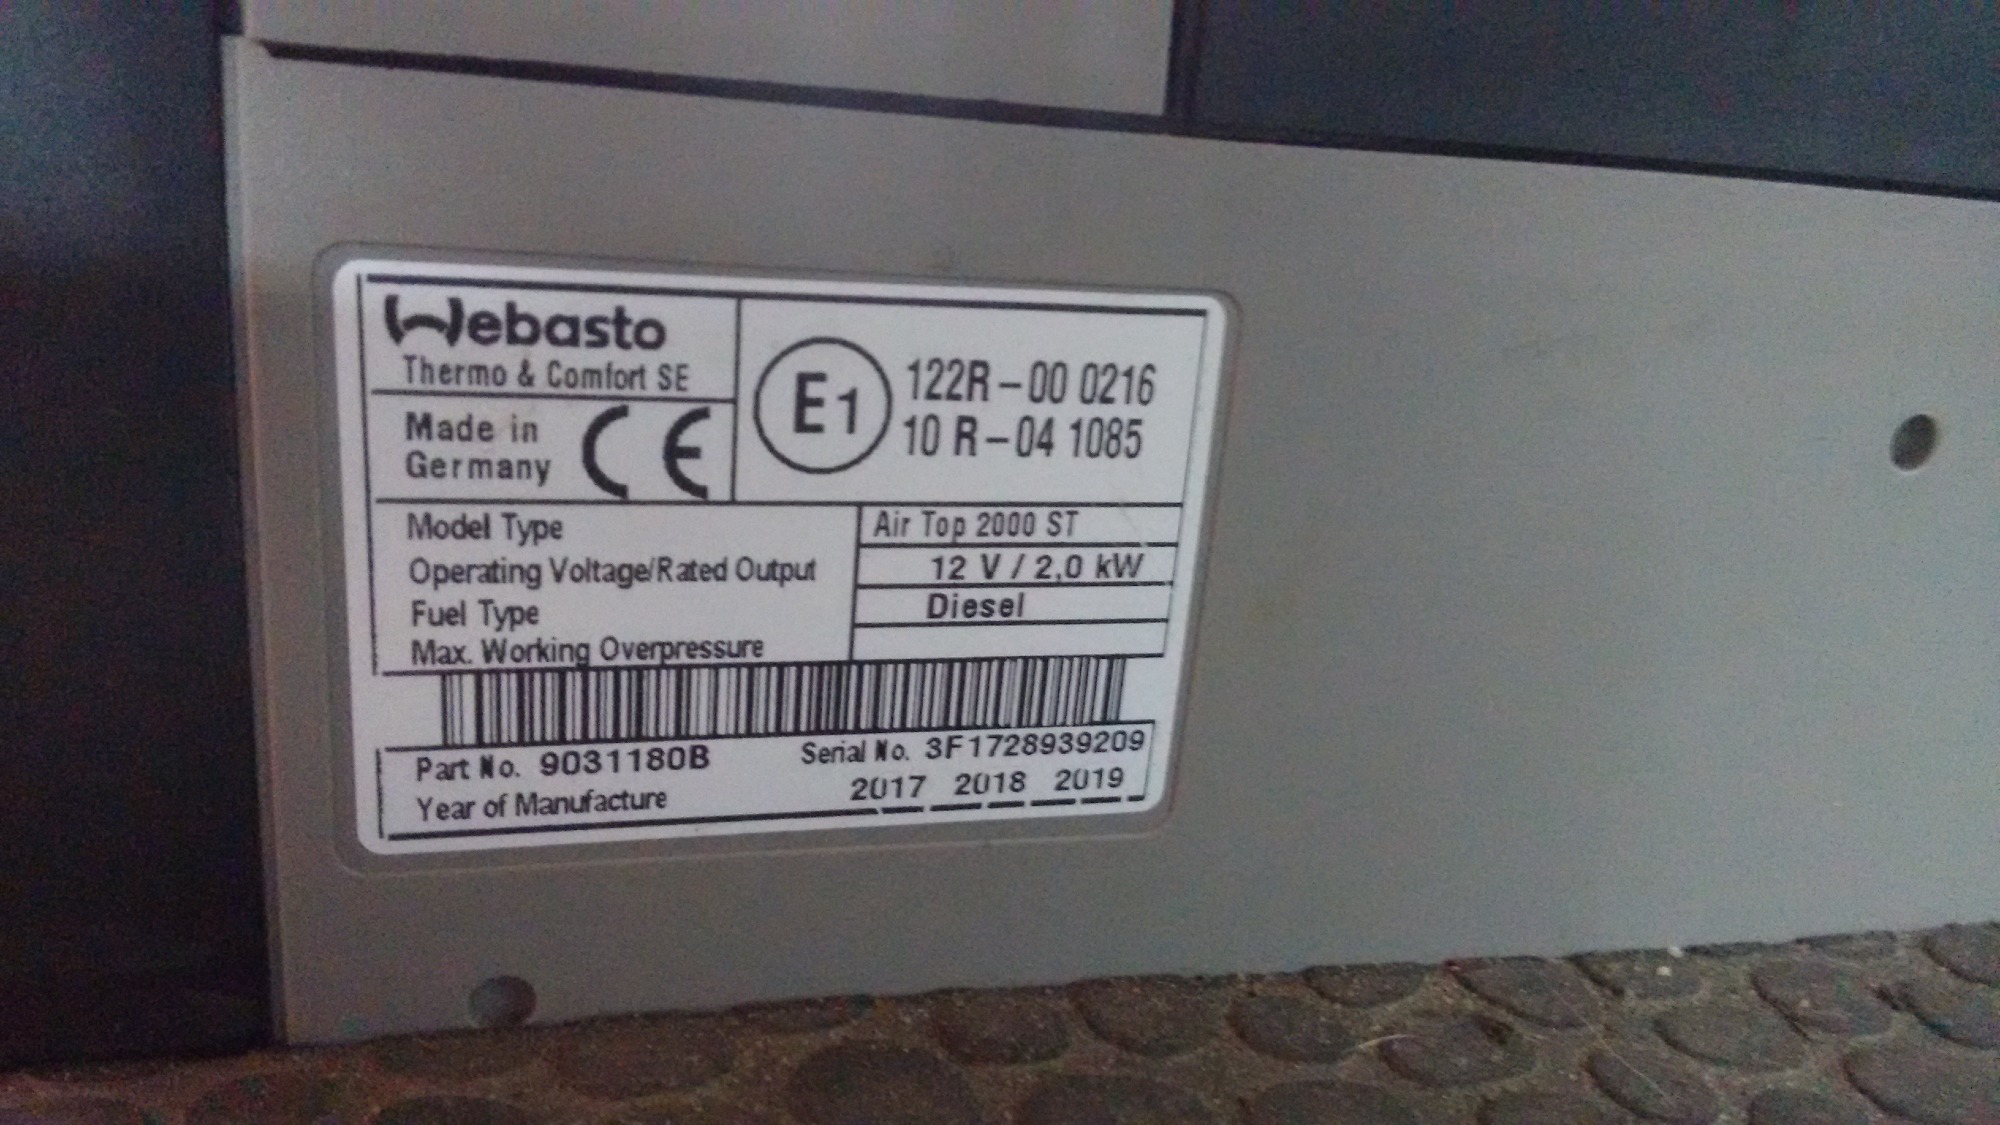 Webasto
Thermo & Comfort SE
Made in
Germany
CE
E1
122R-00 0216
10 R-04 1085
Model Type Air Top 2000 ST
Operating Voltage/Rated Output 12 V / 2,0 kW
Fuel Type Diesel
Max. Working Overpressure
Part No. 9031180B Serial No. 3F1728939209
Year of Manufacture 2017 2018 2019